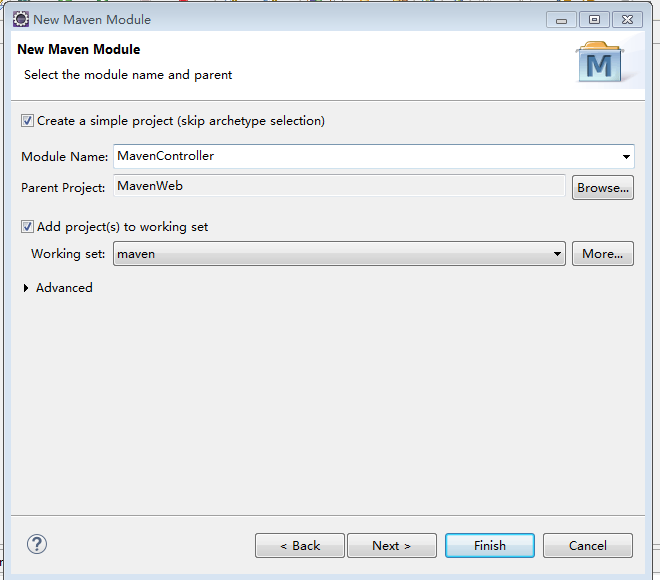 New Maven Module
New Maven Module
Select the module name and parent
M
Create a simple project (skip archetype selection)
Module Name: MavenController
Parent Project: MavenWeb Browse...
Add project(s) to working set
Working set: maven More...
Advanced
? < Back Next > Finish Cancel